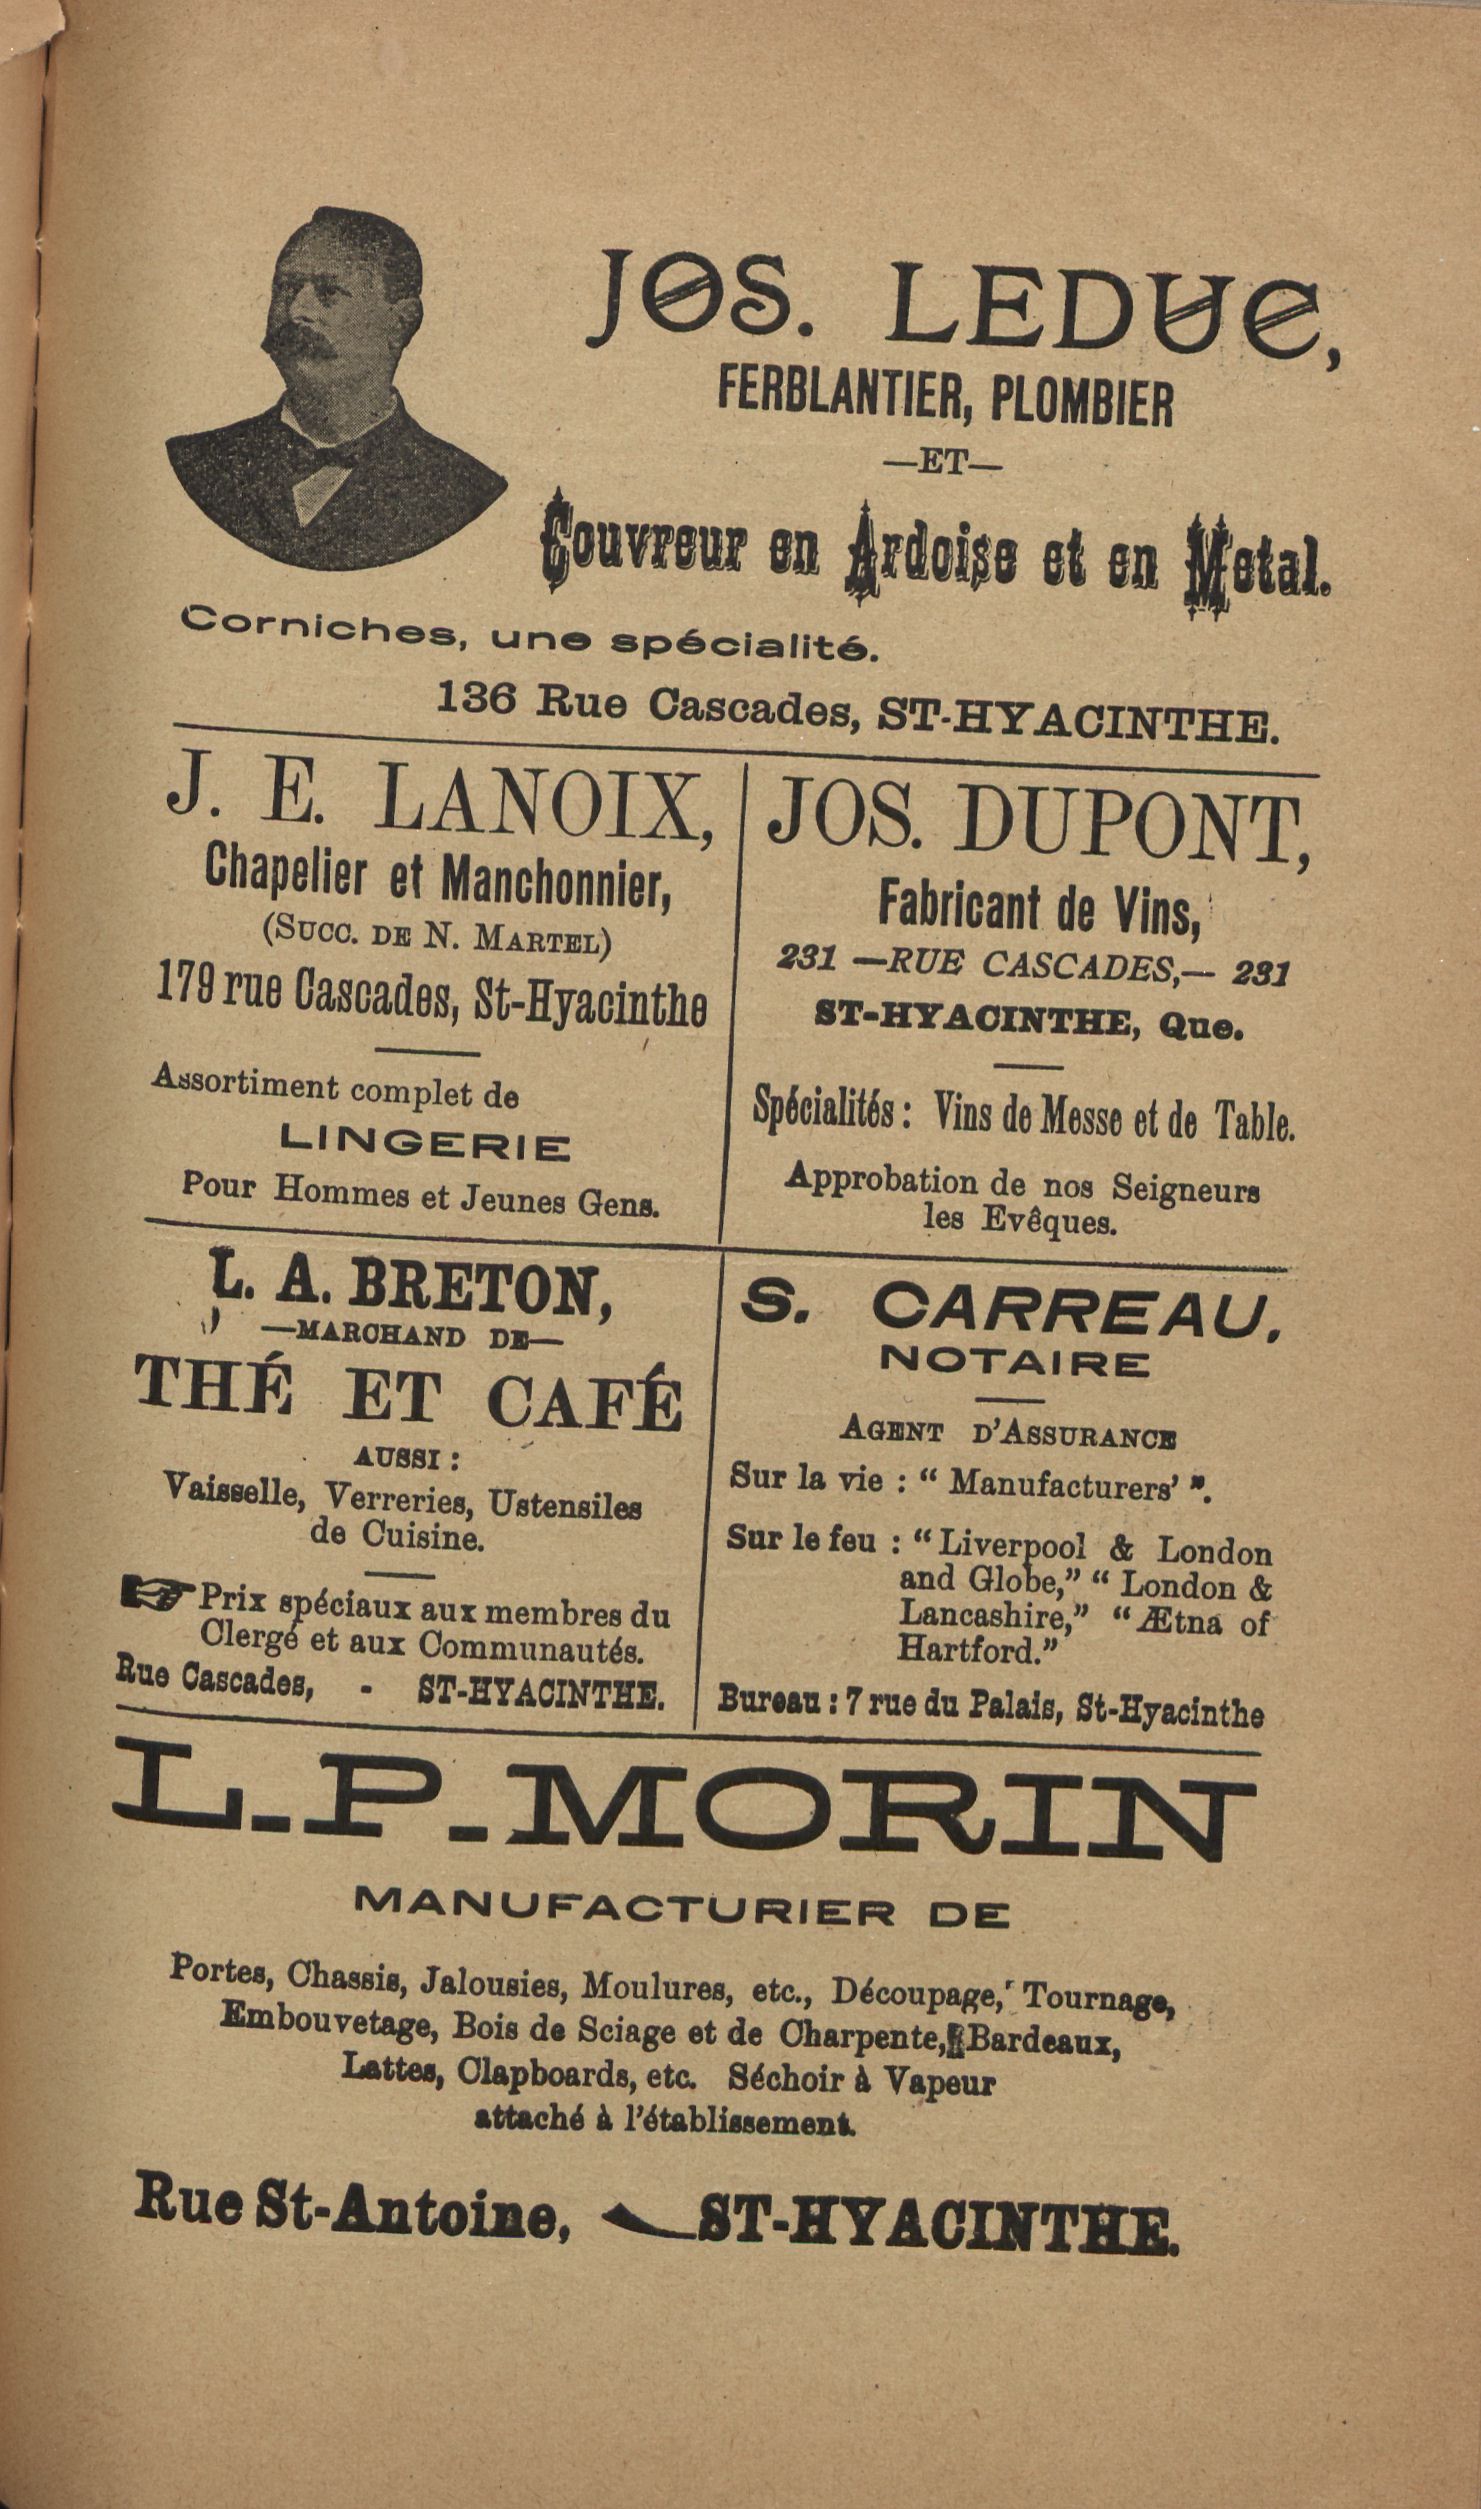 JOS. LEDUC,
FERBLANTIER, PLOMBIER
—ET—
Couvreur en Ardoise et en Metal.
Corniches, une spécialité.
136 Rue Cascades, ST-HYACINTHE.
J. E. LANOIX,
Chapelier et Manchonnier,
(SUCC. DE N. MARTEL)
179 rue Cascades, St-Hyacinthe
Assortiment complet de
LINGERIE
Pour Hommes et Jeunes Gens.
JOS. DUPONT,
Fabricant de Vins,
231 —RUE CASCADES,— 231
ST-HYACINTHE, Que.
Spécialités : Vins de Messe et de Table.
Approbation de nos Seigneurs
les Evêques.
L. A. BRETON,
—MARCHAND DE—
THÉ ET CAFÉ
AUSSI :
Vaisselle, Verreries, Ustensiles
de Cuisine.
Prix spéciaux aux membres du
Clergé et aux Communautés.
Rue Cascades, - ST-HYACINTHE.
S. CARREAU,
NOTAIRE
AGENT D'ASSURANCE
Sur la vie : “ Manufacturers' ”.
Sur le feu : “ Liverpool & London
and Globe,” “ London &
Lancashire,” “ Ætna of
Hartford.”
Bureau : 7 rue du Palais, St-Hyacinthe
L.P.MORIN
MANUFACTURIER DE
Portes, Chassis, Jalousies, Moulures, etc., Découpage, Tournage,
Embouvetage, Bois de Sciage et de Charpente, Bardeaux,
Lattes, Clapboards, etc. Séchoir à Vapeur
attaché à l'établissement.
Rue St-Antoine, ST-HYACINTHE.